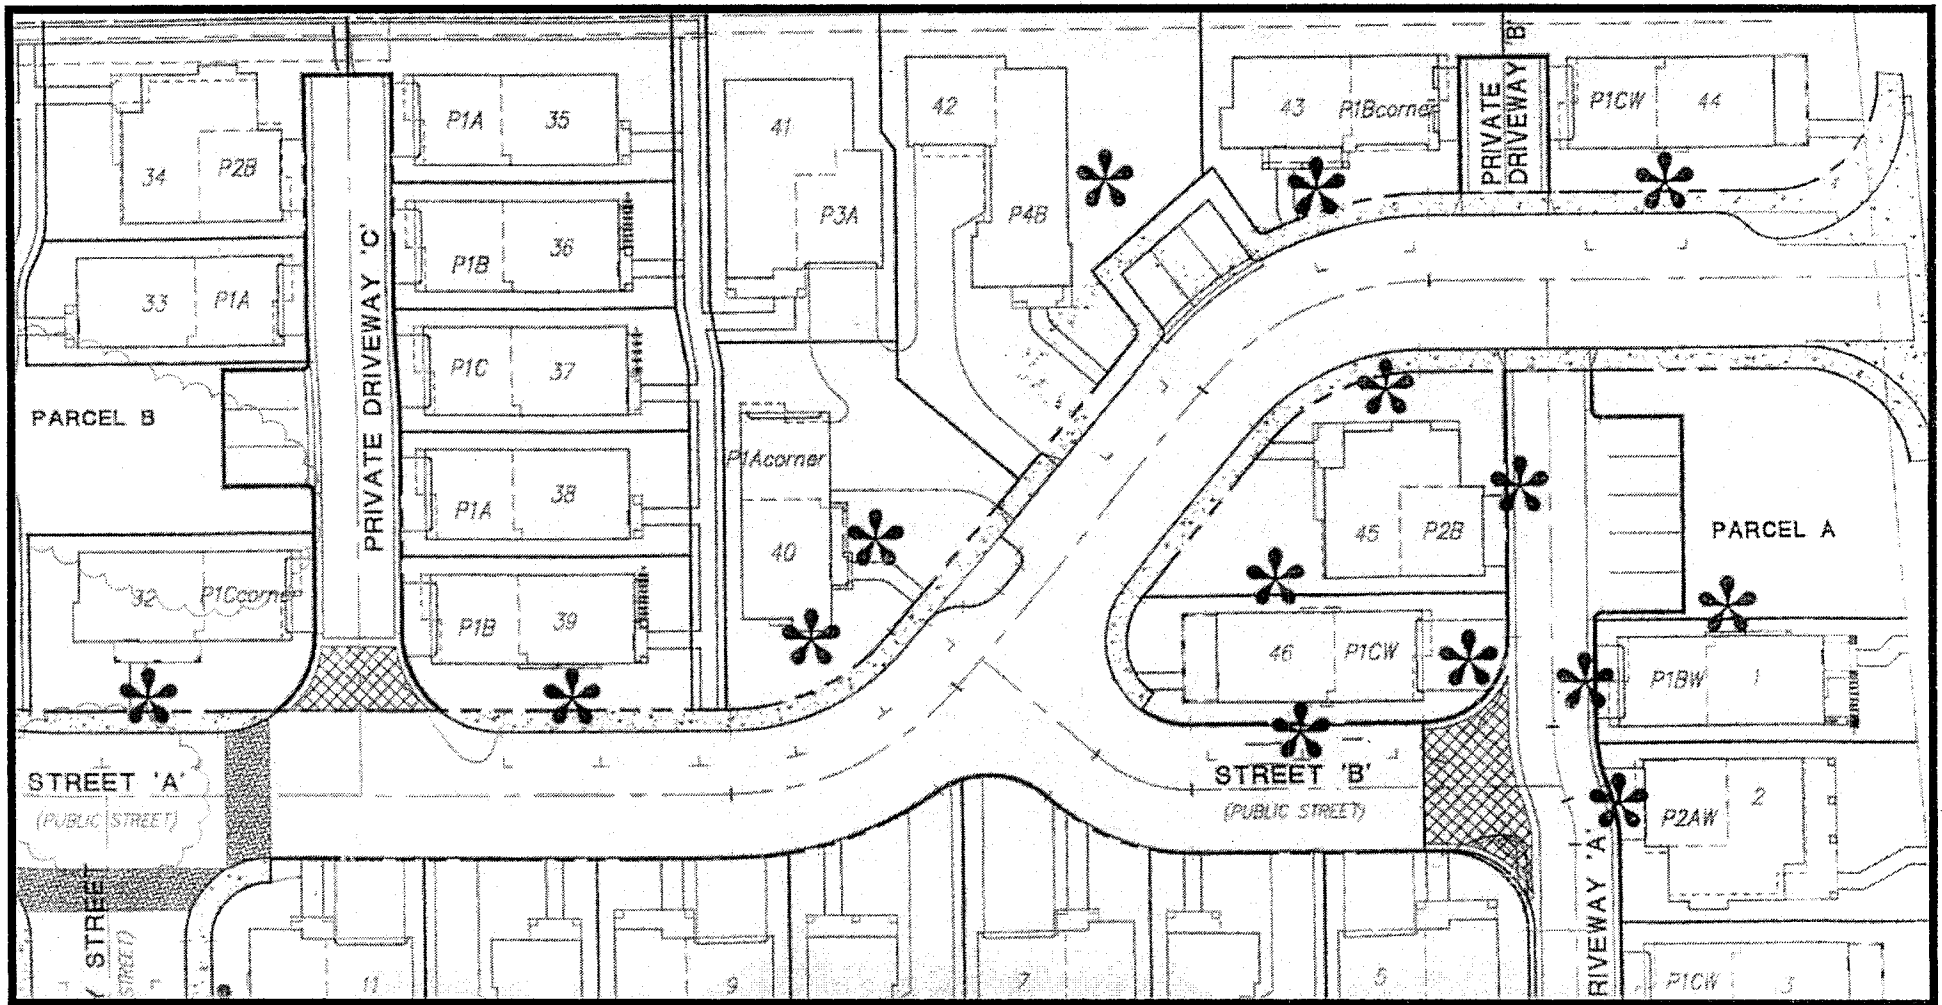 34
P2B
P1A
35
41
42
43
P1Bcorner
PRIVATE
DRIVEWAY 'B'
P1CW
44
P3A
P4B
P1B
36
33
P1A
PRIVATE DRIVEWAY 'C'
P1C
37
PARCEL B
P1Acorner
P1A
38
40
45
P2B
PARCEL A
32
P1Ccorner
P1B
39
46
P1CW
P1BW
1
STREET 'A'
(PUBLIC STREET)
STREET 'B'
(PUBLIC STREET)
P2AW
2
RIVEWAY 'A'
Y STREET
STREET)
11
9
7
5
P1CW
3